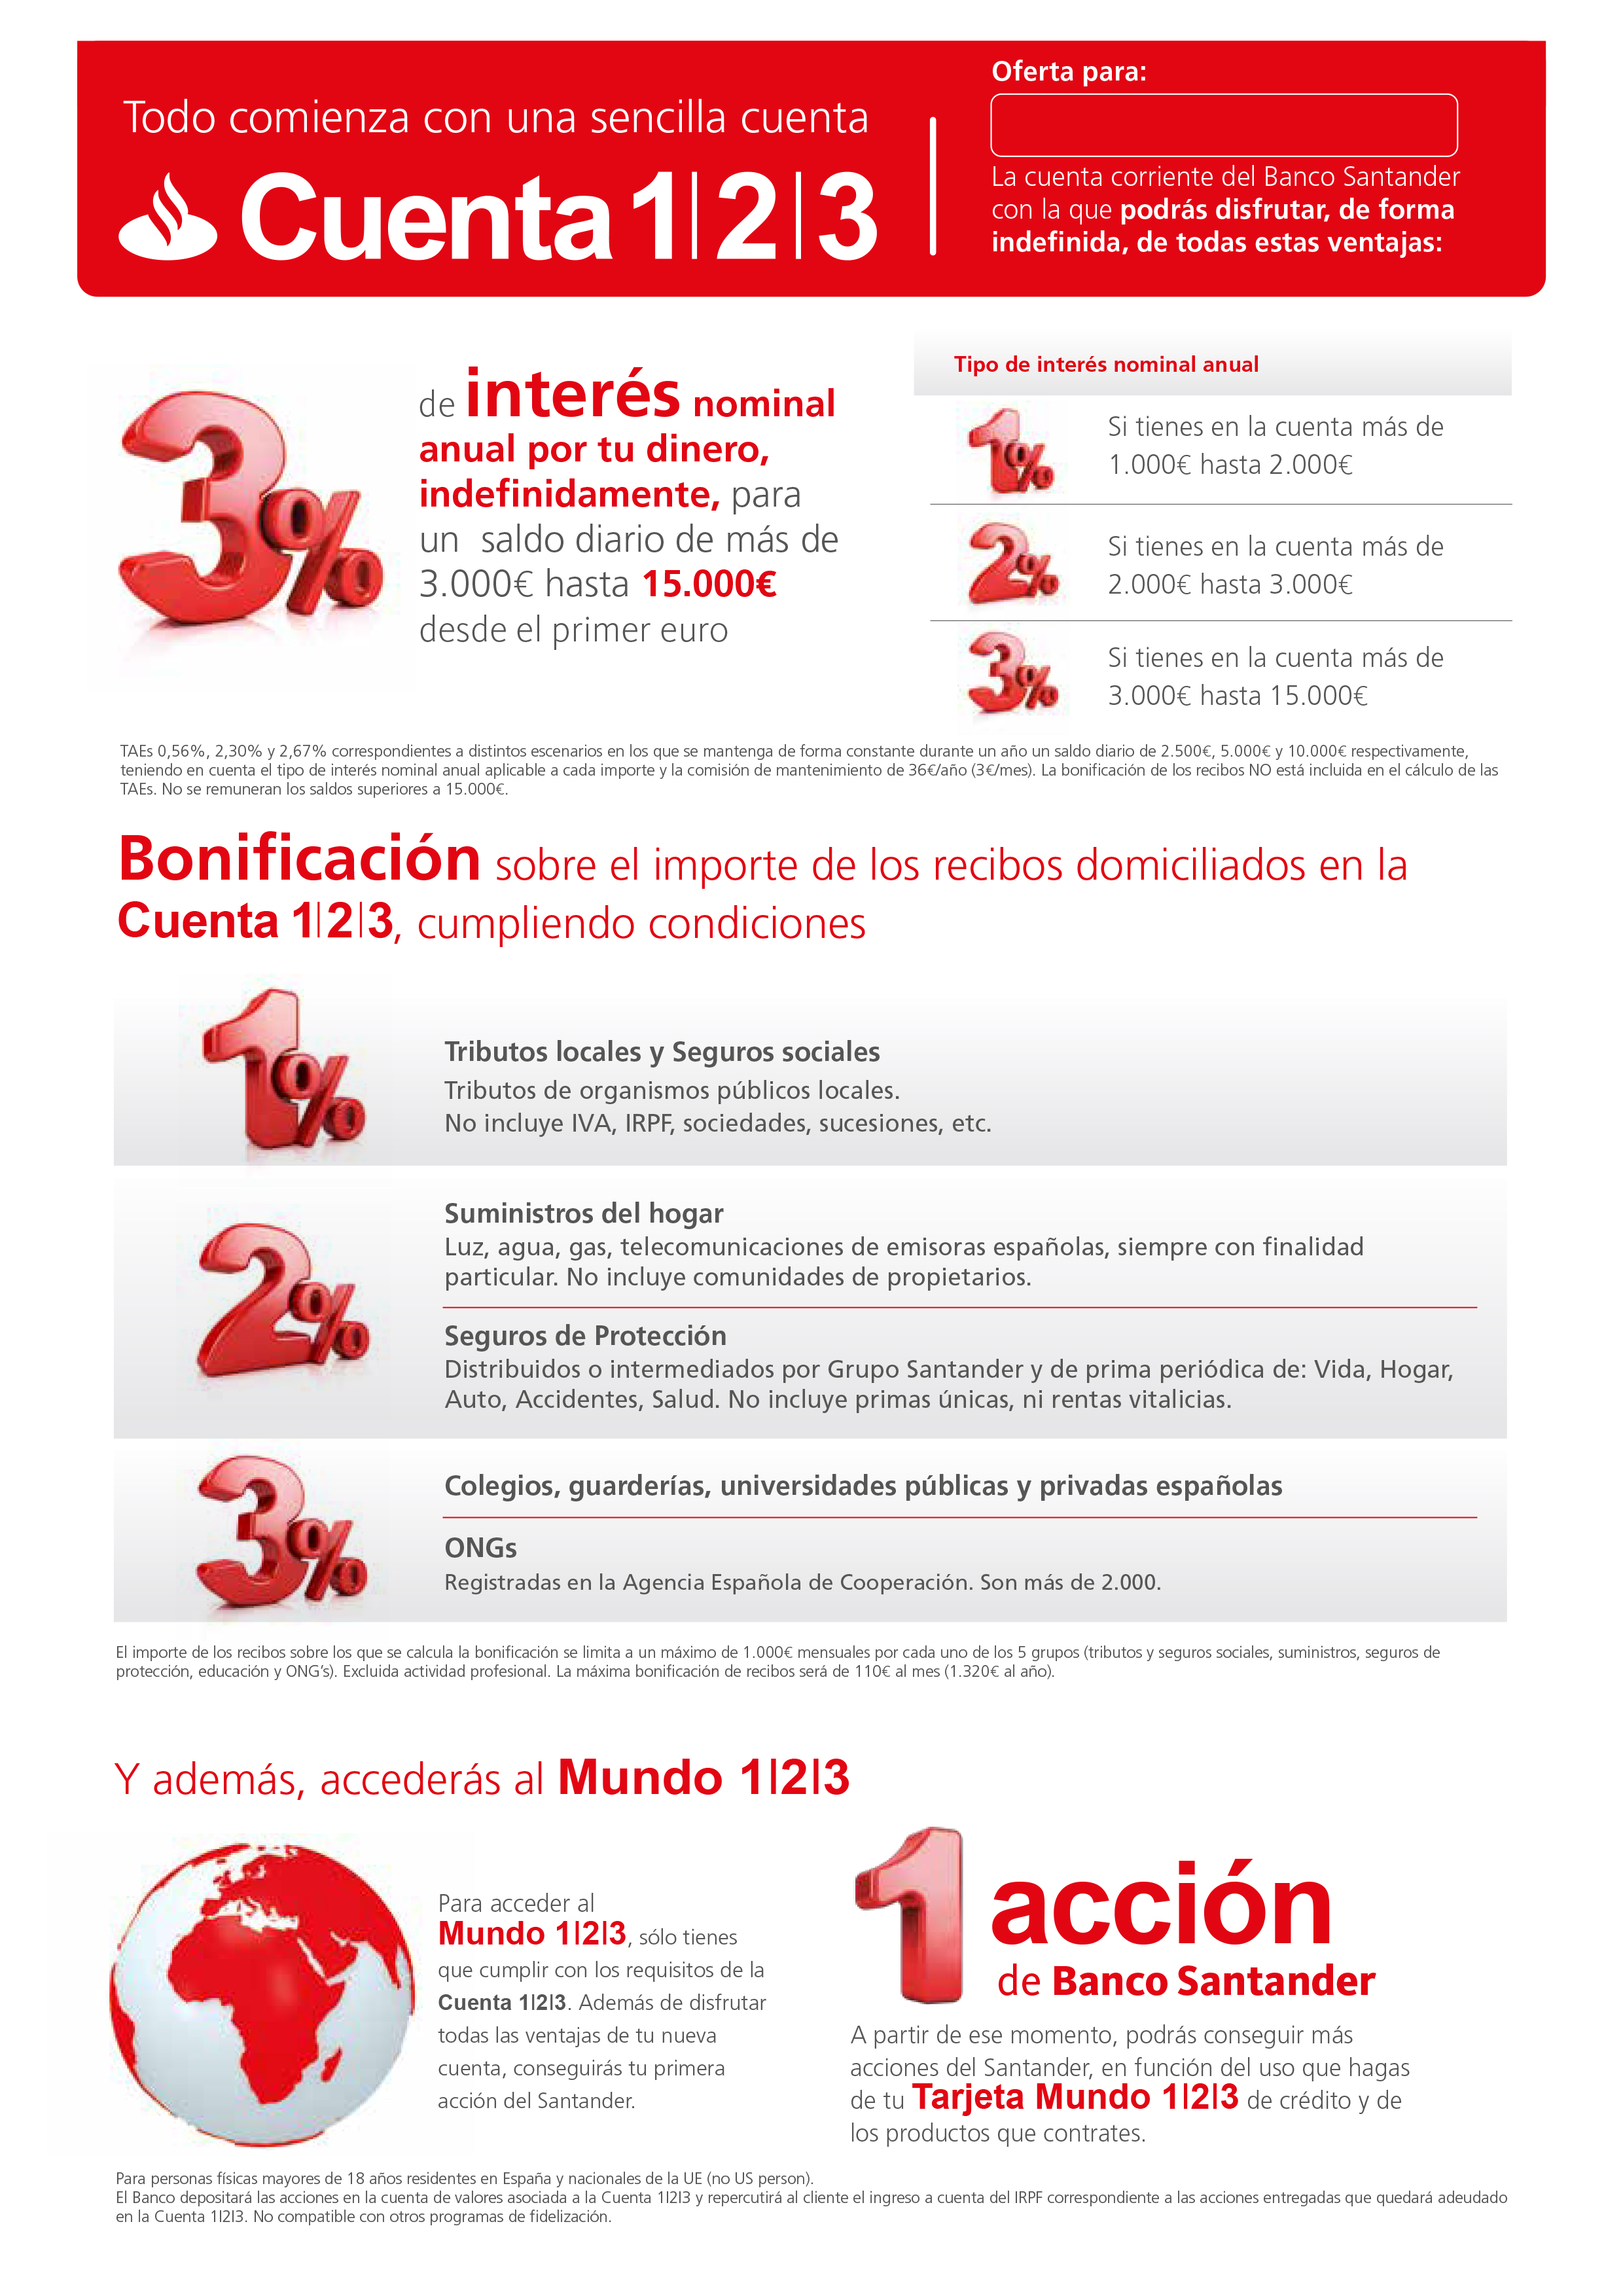 Todo comienza con una sencilla cuenta
Cuenta 1|2|3
Oferta para:
La cuenta corriente del Banco Santander
con la que podrás disfrutar, de forma
indefinida, de todas estas ventajas:
3%
de interés nominal
anual por tu dinero,
indefinidamente, para
un saldo diario de más de
3.000€ hasta 15.000€
desde el primer euro
Tipo de interés nominal anual
1%
Si tienes en la cuenta más de
1.000€ hasta 2.000€
2%
Si tienes en la cuenta más de
2.000€ hasta 3.000€
3%
Si tienes en la cuenta más de
3.000€ hasta 15.000€
TAEs 0,56%, 2,30% y 2,67% correspondientes a distintos escenarios en los que se mantenga de forma constante durante un año un saldo diario de 2.500€, 5.000€ y 10.000€ respectivamente,
teniendo en cuenta el tipo de interés nominal anual aplicable a cada importe y la comisión de mantenimiento de 36€/año (3€/mes). La bonificación de los recibos NO está incluida en el cálculo de las
TAEs. No se remuneran los saldos superiores a 15.000€.
Bonificación sobre el importe de los recibos domiciliados en la
Cuenta 1|2|3, cumpliendo condiciones
1%
Tributos locales y Seguros sociales
Tributos de organismos públicos locales.
No incluye IVA, IRPF, sociedades, sucesiones, etc.
2%
Suministros del hogar
Luz, agua, gas, telecomunicaciones de emisoras españolas, siempre con finalidad
particular. No incluye comunidades de propietarios.
Seguros de Protección
Distribuidos o intermediados por Grupo Santander y de prima periódica de: Vida, Hogar,
Auto, Accidentes, Salud. No incluye primas únicas, ni rentas vitalicias.
3%
Colegios, guarderías, universidades públicas y privadas españolas
ONGs
Registradas en la Agencia Española de Cooperación. Son más de 2.000.
El importe de los recibos sobre los que se calcula la bonificación se limita a un máximo de 1.000€ mensuales por cada uno de los 5 grupos (tributos y seguros sociales, suministros, seguros de
protección, educación y ONG's). Excluida actividad profesional. La máxima bonificación de recibos será de 110€ al mes (1.320€ al año).
Y además, accederás al Mundo 1|2|3
Para acceder al
Mundo 1|2|3, sólo tienes
que cumplir con los requisitos de la
Cuenta 1|2|3. Además de disfrutar
todas las ventajas de tu nueva
cuenta, conseguirás tu primera
acción del Santander.
1 acción
de Banco Santander
A partir de ese momento, podrás conseguir más
acciones del Santander, en función del uso que hagas
de tu Tarjeta Mundo 1|2|3 de crédito y de
los productos que contrates.
Para personas físicas mayores de 18 años residentes en España y nacionales de la UE (no US person).
El Banco depositará las acciones en la cuenta de valores asociada a la Cuenta 1|2|3 y repercutirá al cliente el ingreso a cuenta del IRPF correspondiente a las acciones entregadas que quedará adeudado
en la Cuenta 1|2|3. No compatible con otros programas de fidelización.